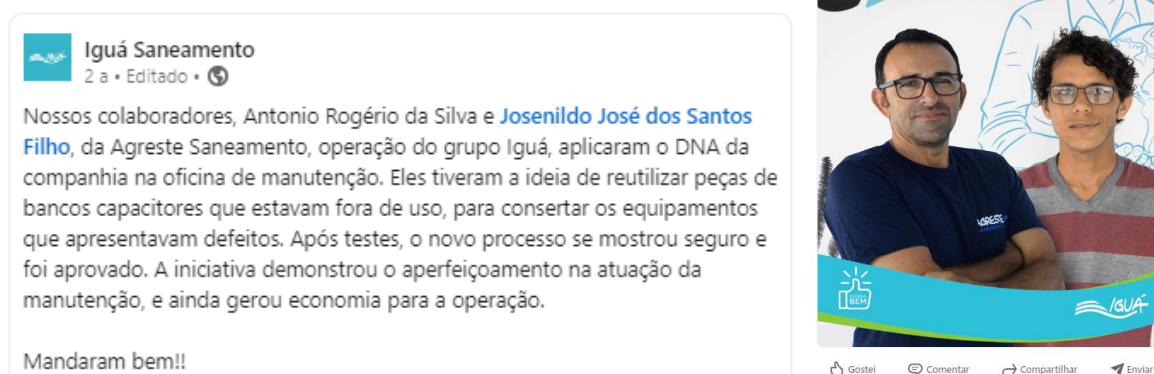 Iguá Saneamento
2 a • Editado •
Nossos colaboradores, Antonio Rogério da Silva e Josenildo José dos Santos
Filho, da Agreste Saneamento, operação do grupo Iguá, aplicaram o DNA da
companhia na oficina de manutenção. Eles tiveram a ideia de reutilizar peças de
bancos capacitores que estavam fora de uso, para consertar os equipamentos
que apresentavam defeitos. Após testes, o novo processo se mostrou seguro e
foi aprovado. A iniciativa demonstrou o aperfeiçoamento na atuação da
manutenção, e ainda gerou economia para a operação.
Mandaram bem!!
AGRESTE
BEM
IGUÁ
Gostei
Comentar
Compartilhar
Enviar